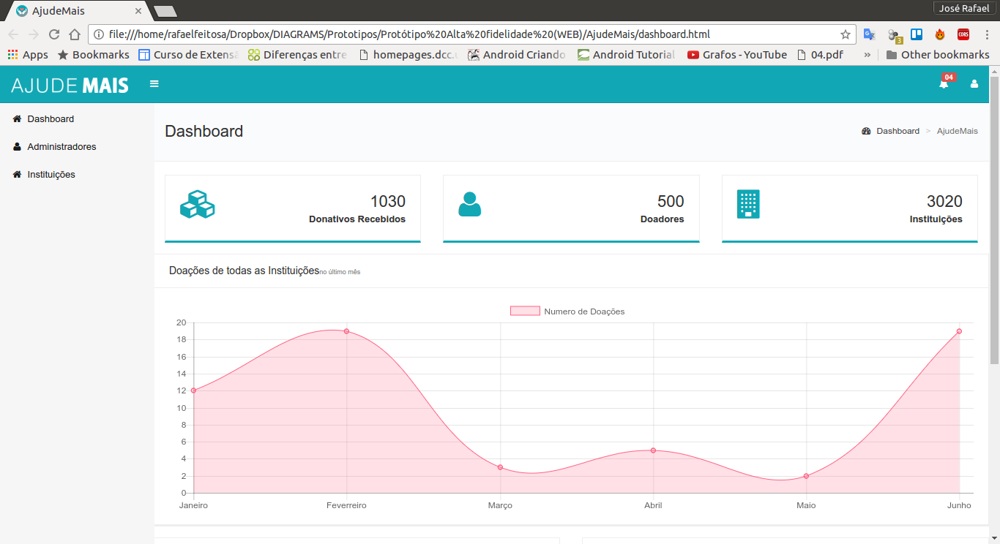 AjudeMais
José Rafael
file:///home/rafaelfeitosa/Dropbox/DIAGRAMS/Prototipos/Protótipo%20Alta%20fidelidade%20(WEB)/AjudeMais/dashboard.html
3
CORS
Apps Bookmarks Curso de Extensã Diferenças entre homepages.dcc.u Android Criando Android Tutorial Grafos - YouTube 04.pdf » Other bookmarks
AJUDE MAIS
04
Dashboard
Administradores
Instituições
Dashboard
Dashboard > AjudeMais
1030
Donativos Recebidos
500
Doadores
3020
Instituições
Doações de todas as Instituiçõesno último mês
Numero de Doações
20
18
16
14
12
10
8
6
4
2
0
Janeiro Feverreiro Março Abril Maio Junho